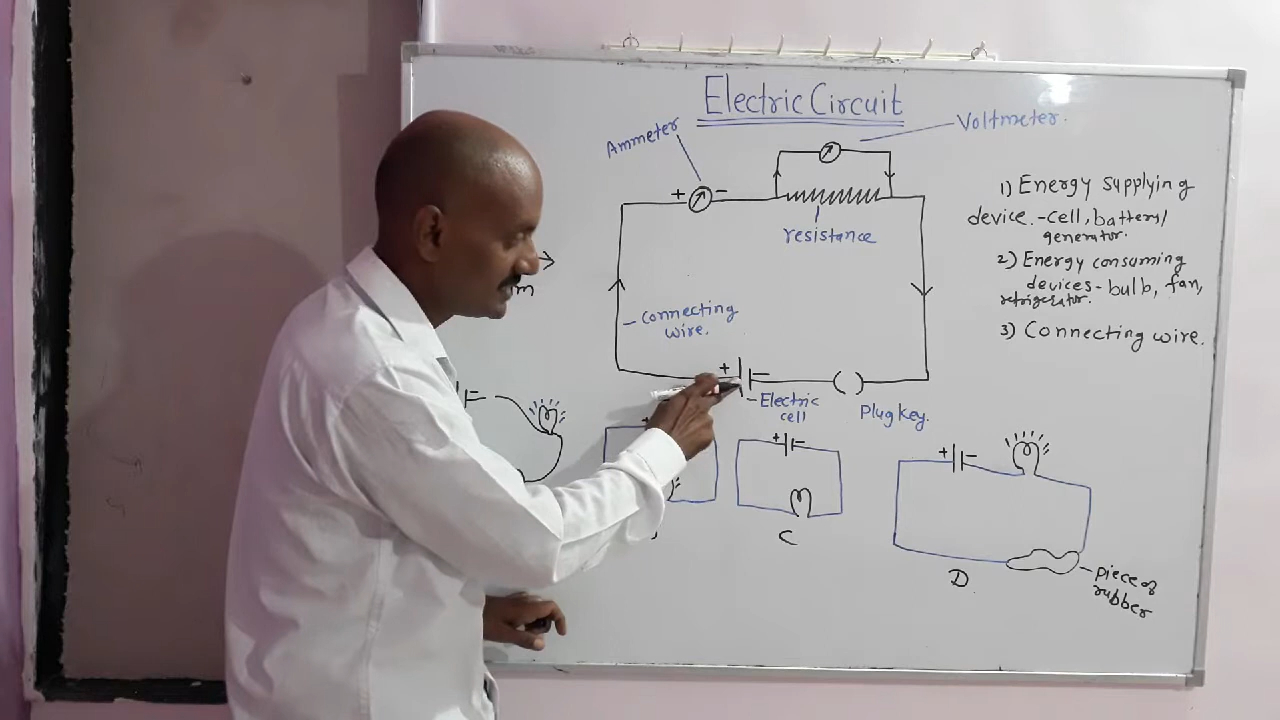 Electric Circuit
Ammeter
Voltmeter.
+ -
resistance
1) Energy supplying
device. - cell, battery/
generator.
2) Energy consuming
devices - bulb, fan,
refrigerator.
3) Connecting wire.
- Connecting
wire.
+ -
- Electric
cell
Plug key.
+ -
+ -
C
D
- piece of
rubber